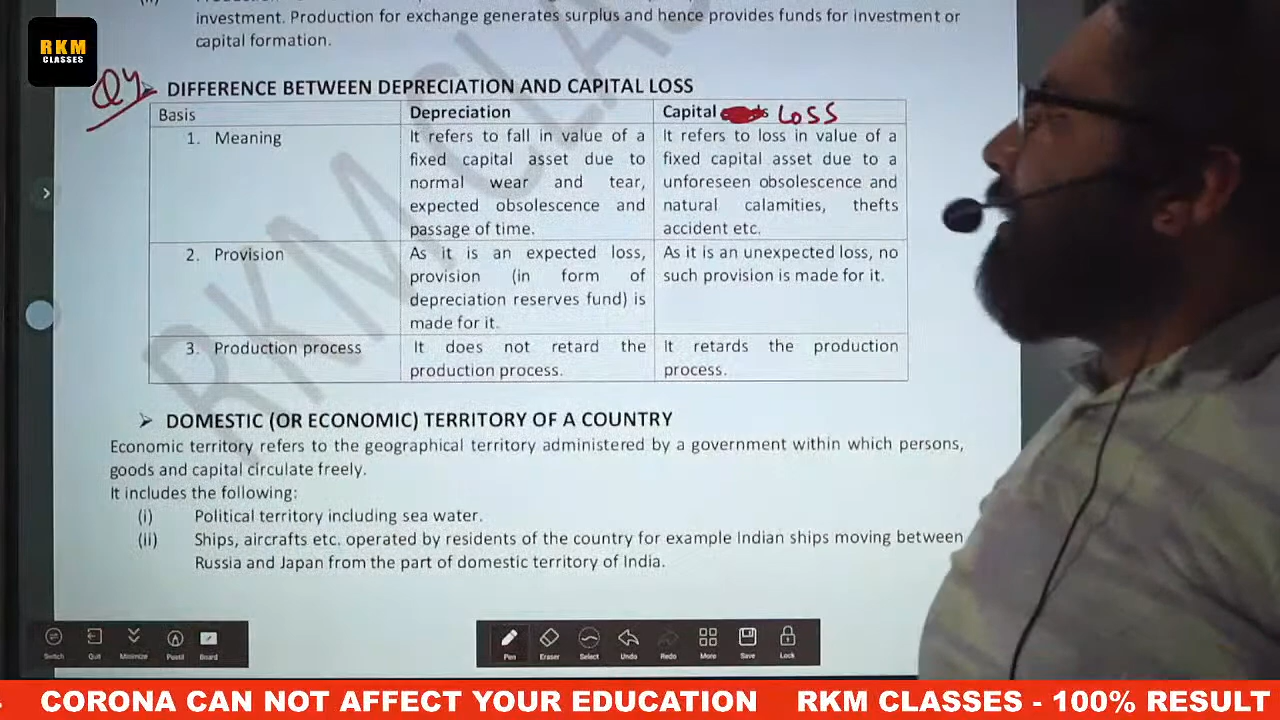 investment. Production for exchange generates surplus and hence provides funds for investment or
capital formation.
RKM
CLASSES
Q4
➢ DIFFERENCE BETWEEN DEPRECIATION AND CAPITAL LOSS
Basis
Depreciation
Capital LOSS
1. Meaning
It refers to fall in value of a
fixed capital asset due to
normal wear and tear,
expected obsolescence and
passage of time.
It refers to loss in value of a
fixed capital asset due to a
unforeseen obsolescence and
natural calamities, thefts
accident etc.
2. Provision
As it is an expected loss,
provision (in form of
depreciation reserves fund) is
made for it.
As it is an unexpected loss, no
such provision is made for it.
3. Production process
It does not retard the
production process.
It retards the production
process.
RKM CLAS
➢ DOMESTIC (OR ECONOMIC) TERRITORY OF A COUNTRY
Economic territory refers to the geographical territory administered by a government within which persons,
goods and capital circulate freely.
It includes the following:
(i) Political territory including sea water.
(ii) Ships, aircrafts etc. operated by residents of the country for example Indian ships moving between
Russia and Japan from the part of domestic territory of India.
Switch Quit Minimize Board
Pen Eraser Select Undo Redo More Save Lock
CORONA CAN NOT AFFECT YOUR EDUCATION RKM CLASSES - 100% RESULT